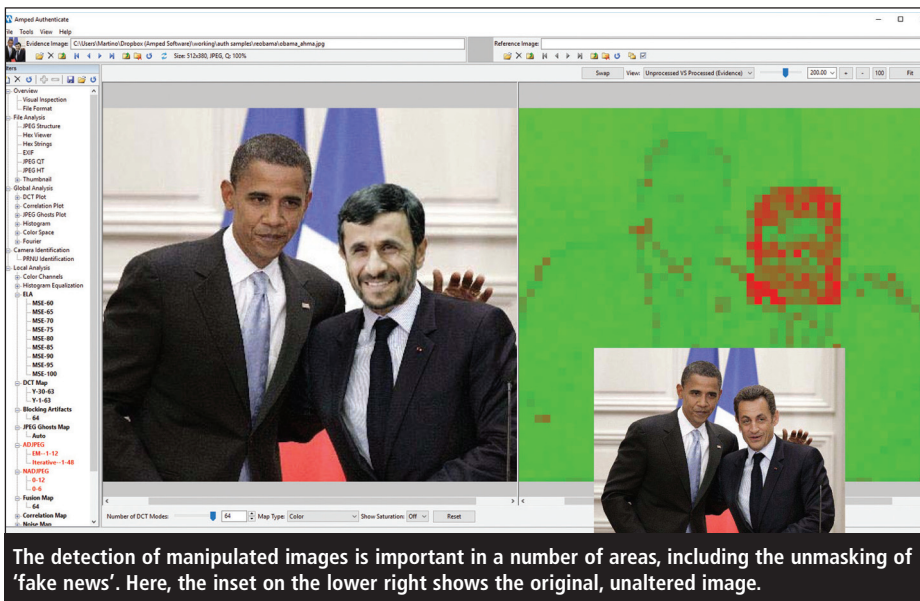 Amped Authenticate
File Tools View Help
Evidence Image: C:\Users\Martino\Dropbox (Amped Software)\working\auth samples\reobama\obama_ahma.jpg
Reference Image:
Size: 512x380, JPEG, Q: 100%
Swap View: Unprocessed VS Processed (Evidence) 200.00 + - 100 Fit
Overview
Visual Inspection
File Format
File Analysis
JPEG Structure
Hex Viewer
Hex Strings
EXIF
JPEG QT
JPEG HT
Thumbnail
Global Analysis
DCT Plot
Correlation Plot
JPEG Ghosts Plot
Histogram
Color Space
Fourier
Camera Identification
PRNU Identification
Local Analysis
Color Channels
Histogram Equalization
ELA
MSE-60
MSE-65
MSE-70
MSE-75
MSE-80
MSE-85
MSE-90
MSE-95
MSE-100
DCT Map
Y-30-63
Y-1-63
Blocking Artifacts
64
JPEG Ghosts Map
Auto
ADJPEG
EM--1-12
Iterative--1-48
NADJPEG
0-12
0-6
Fusion Map
64
Correlation Map
Noise Map
Number of DCT Modes: 64 Map Type: Color Show Saturation: Off Reset
The detection of manipulated images is important in a number of areas, including the unmasking of
'fake news'. Here, the inset on the lower right shows the original, unaltered image.